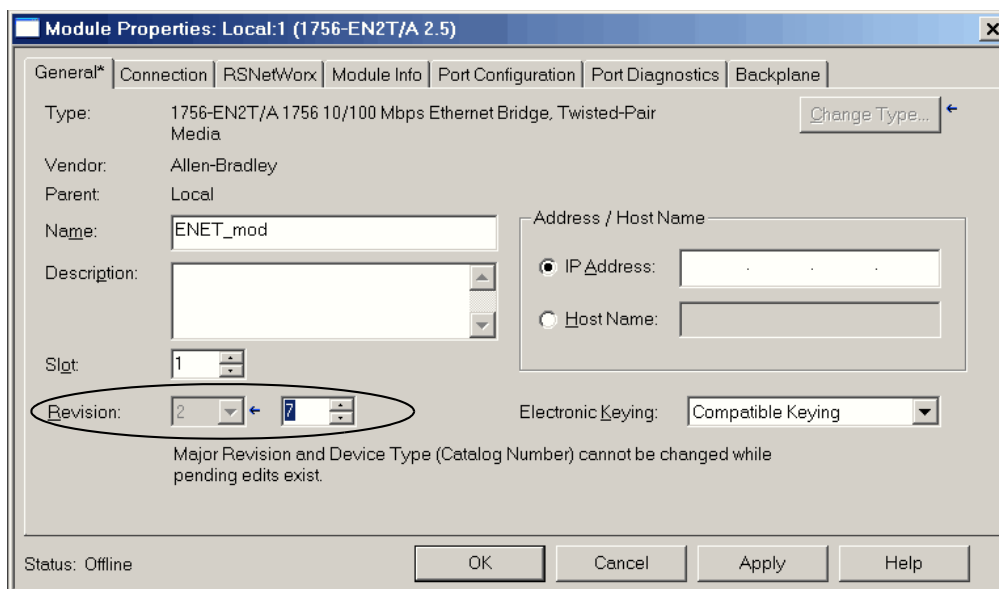 Module Properties: Local:1 (1756-EN2T/A 2.5)
General* Connection RSNetWorx Module Info Port Configuration Port Diagnostics Backplane
Type: 1756-EN2T/A 1756 10/100 Mbps Ethernet Bridge, Twisted-Pair
Media
Change Type...
Vendor: Allen-Bradley
Parent: Local
Name: ENET_mod
Address / Host Name
IP Address:
Description:
Host Name:
Slot: 1
Revision: 2 7
Electronic Keying: Compatible Keying
Major Revision and Device Type (Catalog Number) cannot be changed while
pending edits exist.
Status: Offline
OK Cancel Apply Help